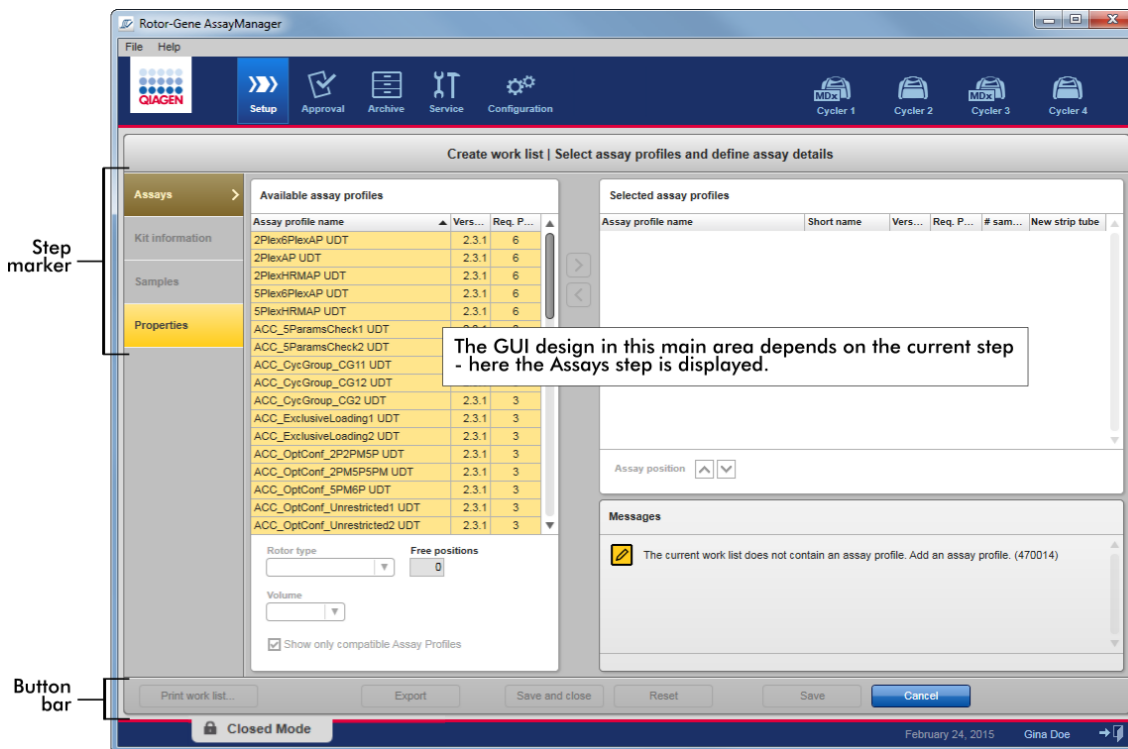 Rotor-Gene AssayManager
File Help
QIAGEN
Setup Approval Archive Service Configuration
MDx MDx
Cycler 1 Cycler 2 Cycler 3 Cycler 4
Create work list | Select assay profiles and define assay details
Step marker
Assays
Kit information
Samples
Properties
Available assay profiles
Assay profile name Vers... Req. P...
2Plex6PlexAP UDT 2.3.1 6
2PlexAP UDT 2.3.1 6
2PlexHRMAP UDT 2.3.1 6
5Plex6PlexAP UDT 2.3.1 6
5PlexHRMAP UDT 2.3.1 6
ACC_5ParamsCheck1 UDT
ACC_5ParamsCheck2 UDT
ACC_CycGroup_CG11 UDT
ACC_CycGroup_CG12 UDT
ACC_CycGroup_CG2 UDT 2.3.1 3
ACC_ExclusiveLoading1 UDT 2.3.1 3
ACC_ExclusiveLoading2 UDT 2.3.1 3
ACC_OptConf_2P2PM5P UDT 2.3.1 3
ACC_OptConf_2PM5P5PM UDT 2.3.1 3
ACC_OptConf_5PM6P UDT 2.3.1 3
ACC_OptConf_Unrestricted1 UDT 2.3.1 3
ACC_OptConf_Unrestricted2 UDT 2.3.1 3
Rotor type Free positions
0
Volume
Show only compatible Assay Profiles
Selected assay profiles
Assay profile name Short name Vers... Req. P... # sam... New strip tube
The GUI design in this main area depends on the current step
- here the Assays step is displayed.
Assay position
Messages
The current work list does not contain an assay profile. Add an assay profile. (470014)
Button bar
Print work list... Export Save and close Reset Save Cancel
Closed Mode
February 24, 2015 Gina Doe